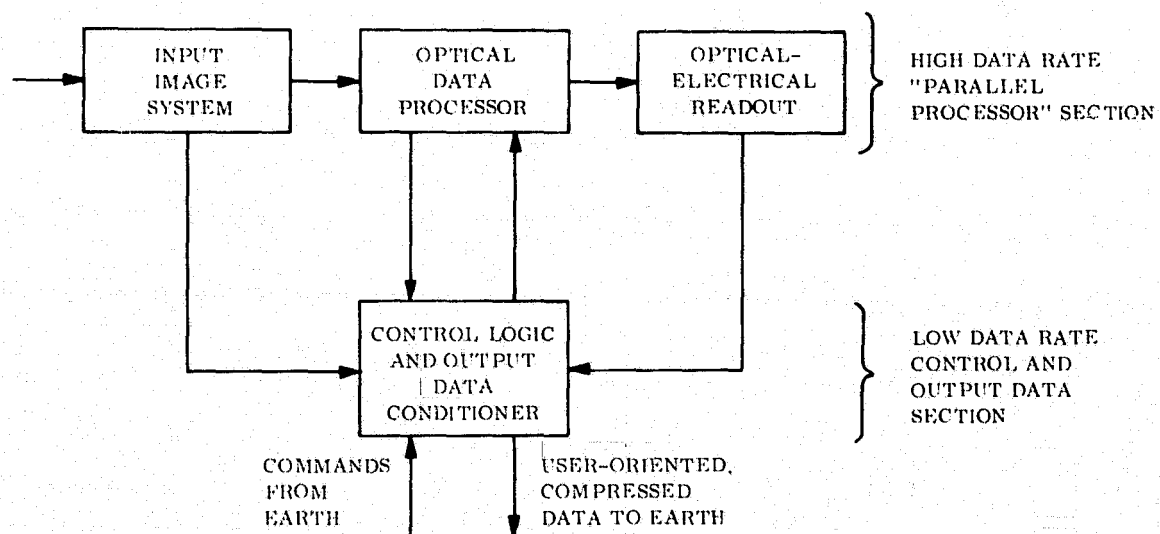 INPUT
IMAGE
SYSTEM
OPTICAL
DATA
PROCESSOR
OPTICAL-
ELECTRICAL
READOUT
HIGH DATA RATE
"PARALLEL
PROCESSOR" SECTION
CONTROL LOGIC
AND OUTPUT
DATA
CONDITIONER
LOW DATA RATE
CONTROL AND
OUTPUT DATA
SECTION
COMMANDS
FROM
EARTH
USER-ORIENTED,
COMPRESSED
DATA TO EARTH